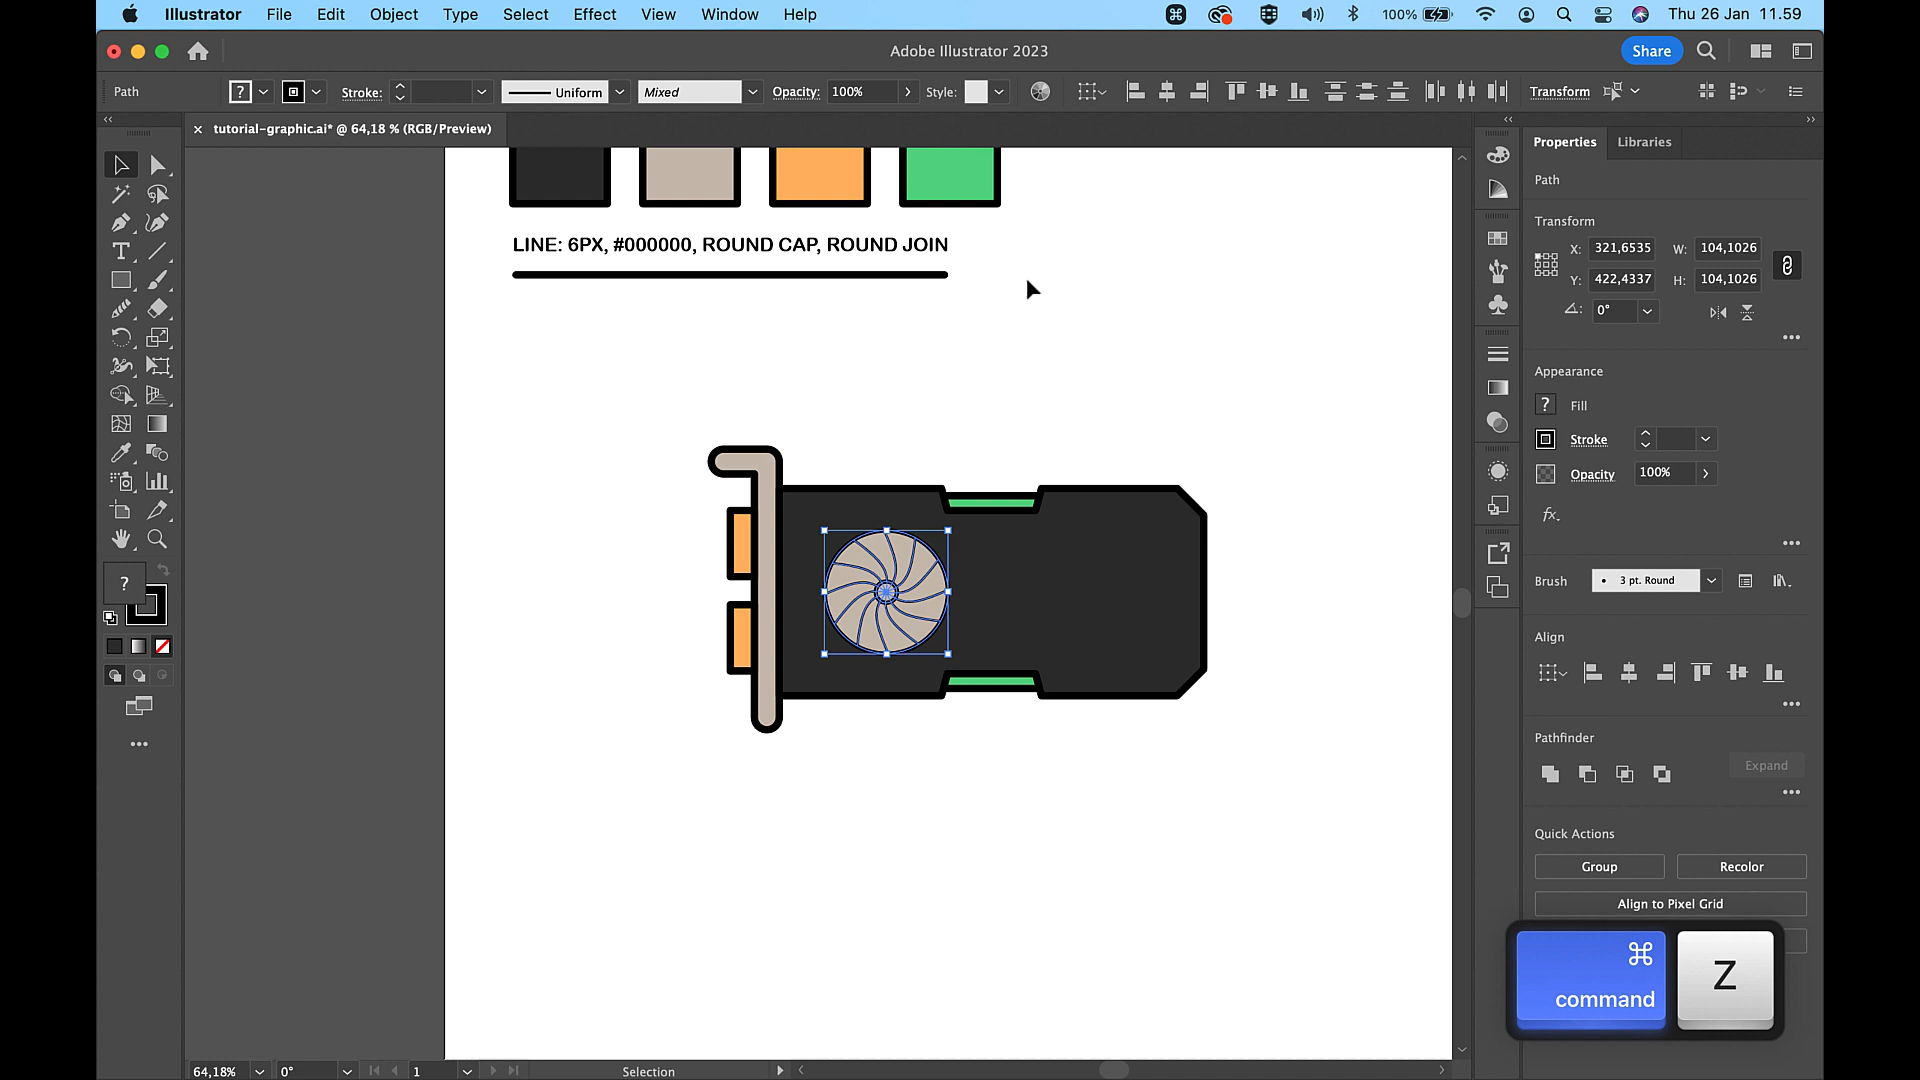 Illustrator File Edit Object Type Select Effect View Window Help 100% Thu 26 Jan 11.59
Adobe Illustrator 2023 Share
Path ? Stroke: Uniform Mixed Opacity: 100% Style: Transform
tutorial-graphic.ai* @ 64,18 % (RGB/Preview)
LINE: 6PX, #000000, ROUND CAP, ROUND JOIN
?
64,18% 0° 1 Selection
Properties Libraries
Path
Transform
X: 321,6535 W: 104,1026
Y: 422,4337 H: 104,1026
0°
Appearance
? Fill
Stroke
Opacity 100%
fx
Brush 3 pt. Round
Align
Pathfinder
Expand
Quick Actions
Group Recolor
Align to Pixel Grid
⌘
command Z